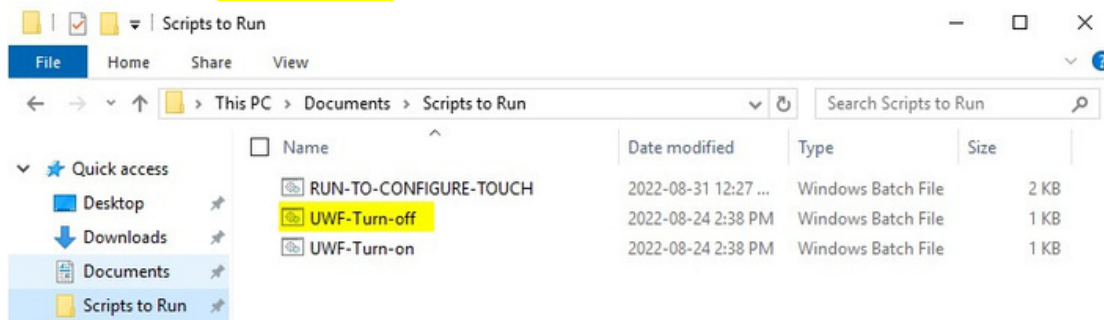 Scripts to Run
File Home Share View
This PC > Documents > Scripts to Run Search Scripts to Run
Name Date modified Type Size
Quick access
Desktop
Downloads
Documents
Scripts to Run
RUN-TO-CONFIGURE-TOUCH 2022-08-31 12:27 ... Windows Batch File 2 KB
UWF-Turn-off 2022-08-24 2:38 PM Windows Batch File 1 KB
UWF-Turn-on 2022-08-24 2:38 PM Windows Batch File 1 KB